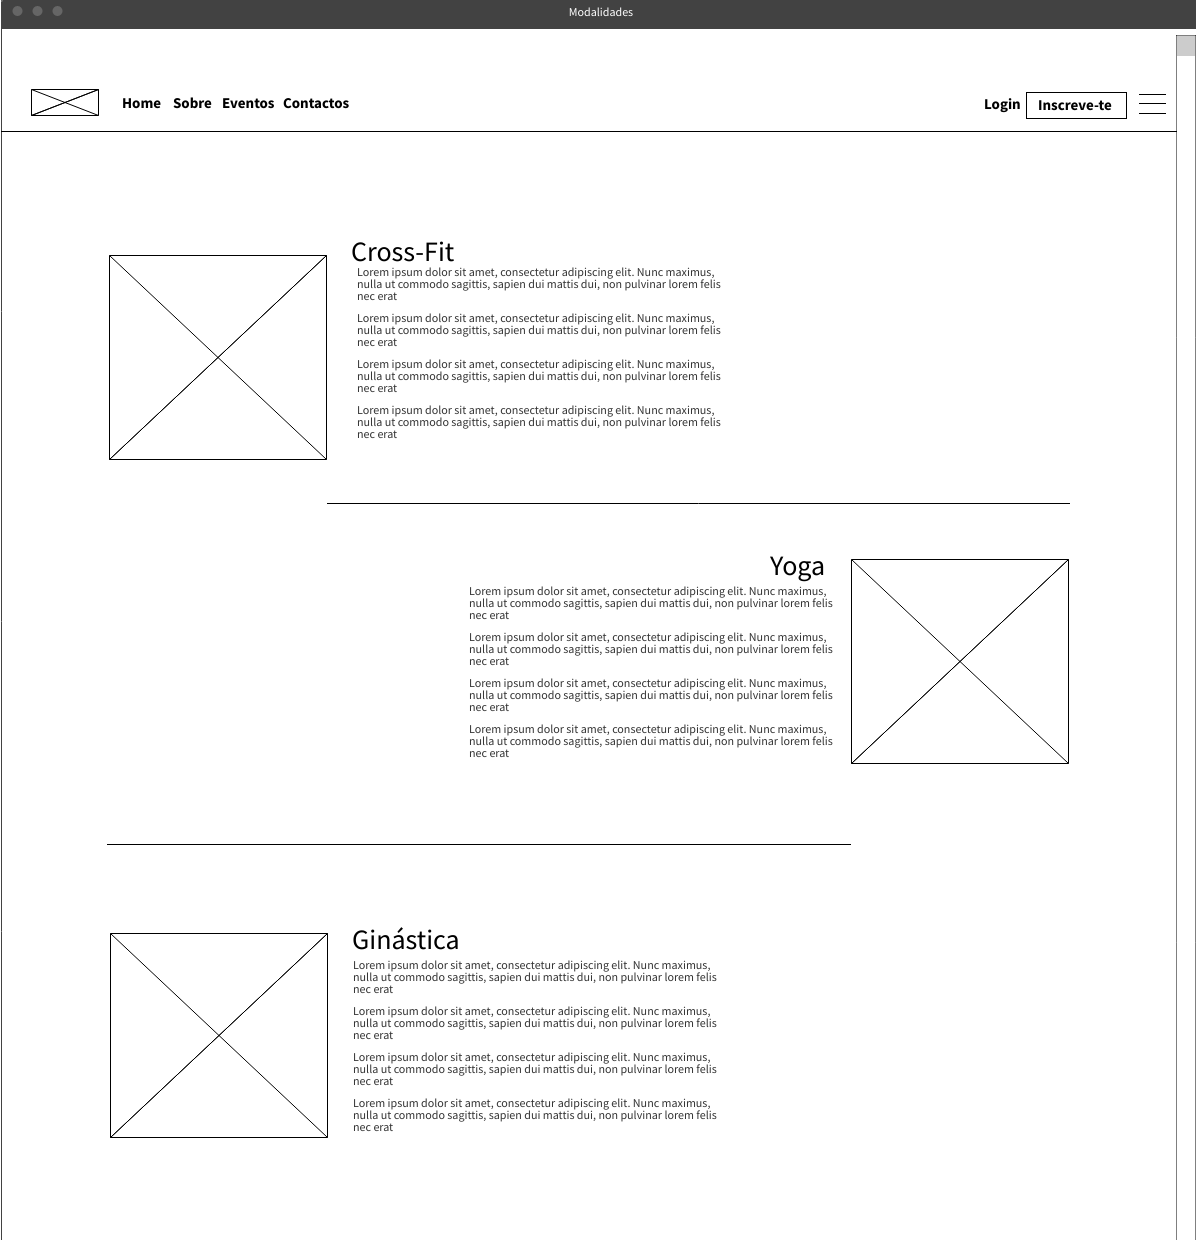 Modalidades
Home Sobre Eventos Contactos
Login Inscreve-te
Cross-Fit
Lorem ipsum dolor sit amet, consectetur adipiscing elit. Nunc maximus,
nulla ut commodo sagittis, sapien dui mattis dui, non pulvinar lorem felis
nec erat
Lorem ipsum dolor sit amet, consectetur adipiscing elit. Nunc maximus,
nulla ut commodo sagittis, sapien dui mattis dui, non pulvinar lorem felis
nec erat
Lorem ipsum dolor sit amet, consectetur adipiscing elit. Nunc maximus,
nulla ut commodo sagittis, sapien dui mattis dui, non pulvinar lorem felis
nec erat
Lorem ipsum dolor sit amet, consectetur adipiscing elit. Nunc maximus,
nulla ut commodo sagittis, sapien dui mattis dui, non pulvinar lorem felis
nec erat
Yoga
Lorem ipsum dolor sit amet, consectetur adipiscing elit. Nunc maximus,
nulla ut commodo sagittis, sapien dui mattis dui, non pulvinar lorem felis
nec erat
Lorem ipsum dolor sit amet, consectetur adipiscing elit. Nunc maximus,
nulla ut commodo sagittis, sapien dui mattis dui, non pulvinar lorem felis
nec erat
Lorem ipsum dolor sit amet, consectetur adipiscing elit. Nunc maximus,
nulla ut commodo sagittis, sapien dui mattis dui, non pulvinar lorem felis
nec erat
Lorem ipsum dolor sit amet, consectetur adipiscing elit. Nunc maximus,
nulla ut commodo sagittis, sapien dui mattis dui, non pulvinar lorem felis
nec erat
Ginástica
Lorem ipsum dolor sit amet, consectetur adipiscing elit. Nunc maximus,
nulla ut commodo sagittis, sapien dui mattis dui, non pulvinar lorem felis
nec erat
Lorem ipsum dolor sit amet, consectetur adipiscing elit. Nunc maximus,
nulla ut commodo sagittis, sapien dui mattis dui, non pulvinar lorem felis
nec erat
Lorem ipsum dolor sit amet, consectetur adipiscing elit. Nunc maximus,
nulla ut commodo sagittis, sapien dui mattis dui, non pulvinar lorem felis
nec erat
Lorem ipsum dolor sit amet, consectetur adipiscing elit. Nunc maximus,
nulla ut commodo sagittis, sapien dui mattis dui, non pulvinar lorem felis
nec erat